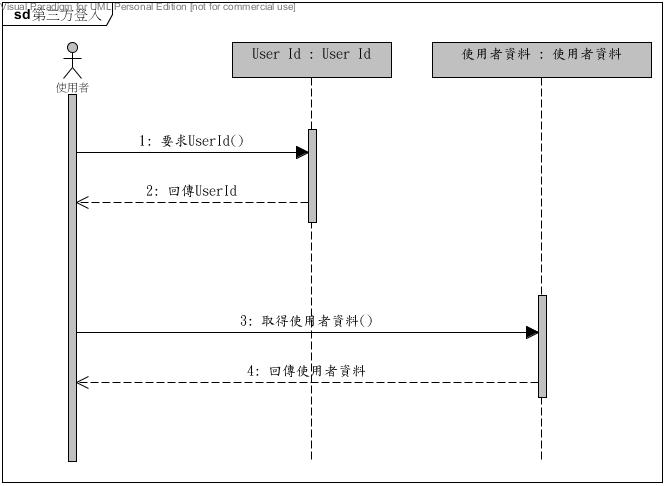 Visual Paradigm for UML Personal Edition [not for commercial use]
sd 第三方登入
User Id : User Id
使用者資料 : 使用者資料
使用者
1: 要求UserId()
2: 回傳UserId
3: 取得使用者資料()
4: 回傳使用者資料